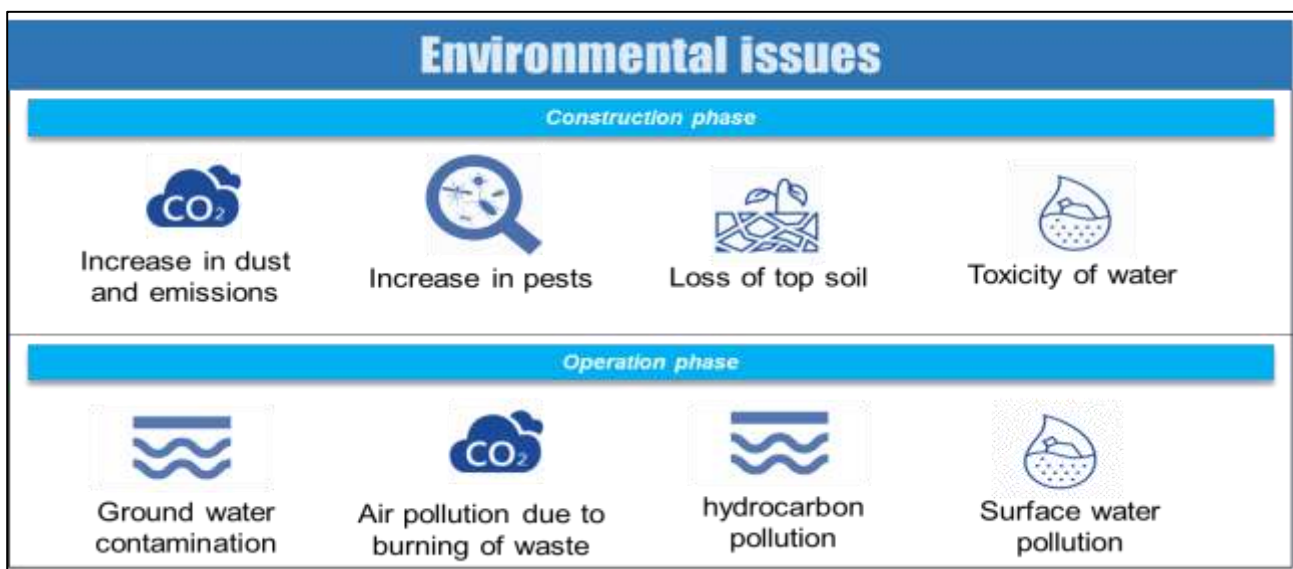 Environmental issues
Construction phase
CO2
Increase in dust
and emissions
Increase in pests
Loss of top soil
Toxicity of water
Operation phase
Ground water
contamination
CO2
Air pollution due to
burning of waste
hydrocarbon
pollution
Surface water
pollution